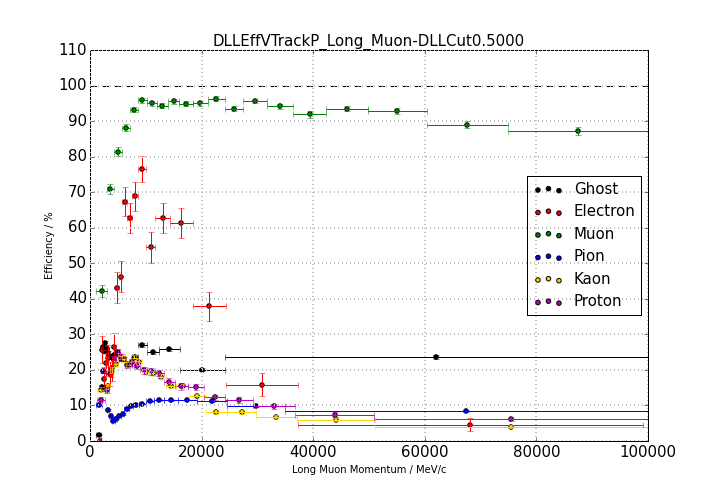 DLLEffVTrackP_Long_Muon-DLLCut0.5000
110
100
90
80
70
60
50
40
30
20
10
0
Efficiency / %
Ghost
Electron
Muon
Pion
Kaon
Proton
0 20000 40000 60000 80000 100000
Long Muon Momentum / MeV/c